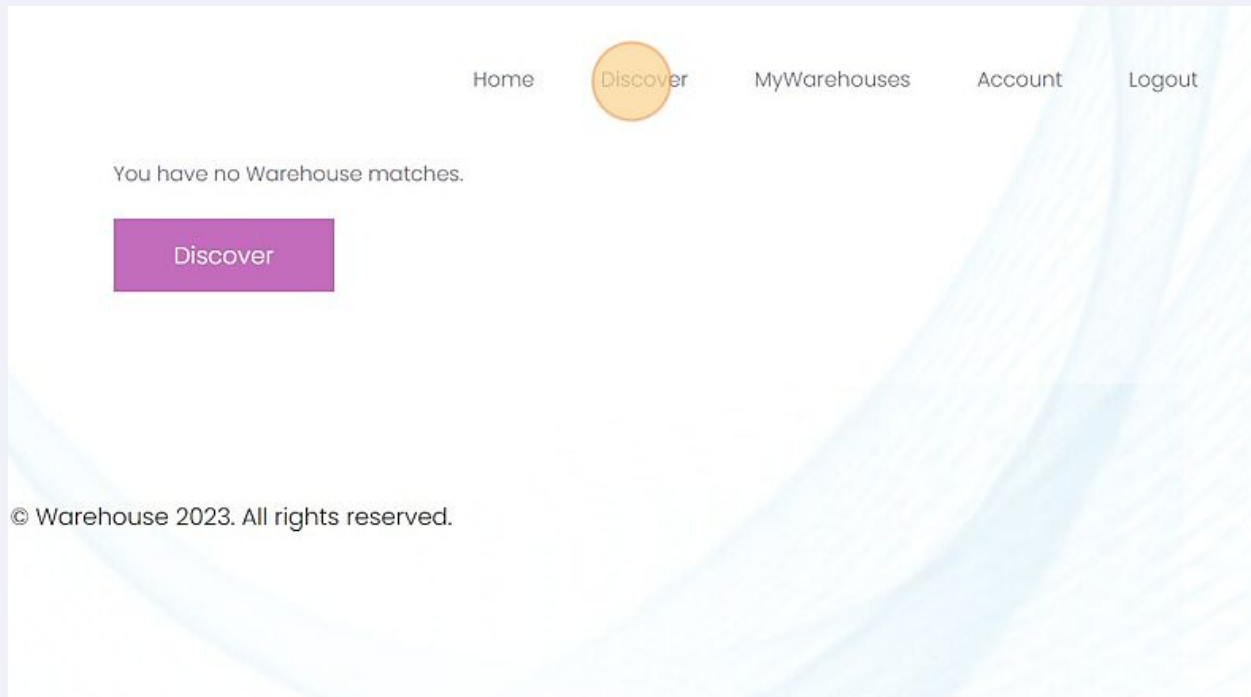 Home Discover MyWarehouses Account Logout
You have no Warehouse matches.
Discover
© Warehouse 2023. All rights reserved.